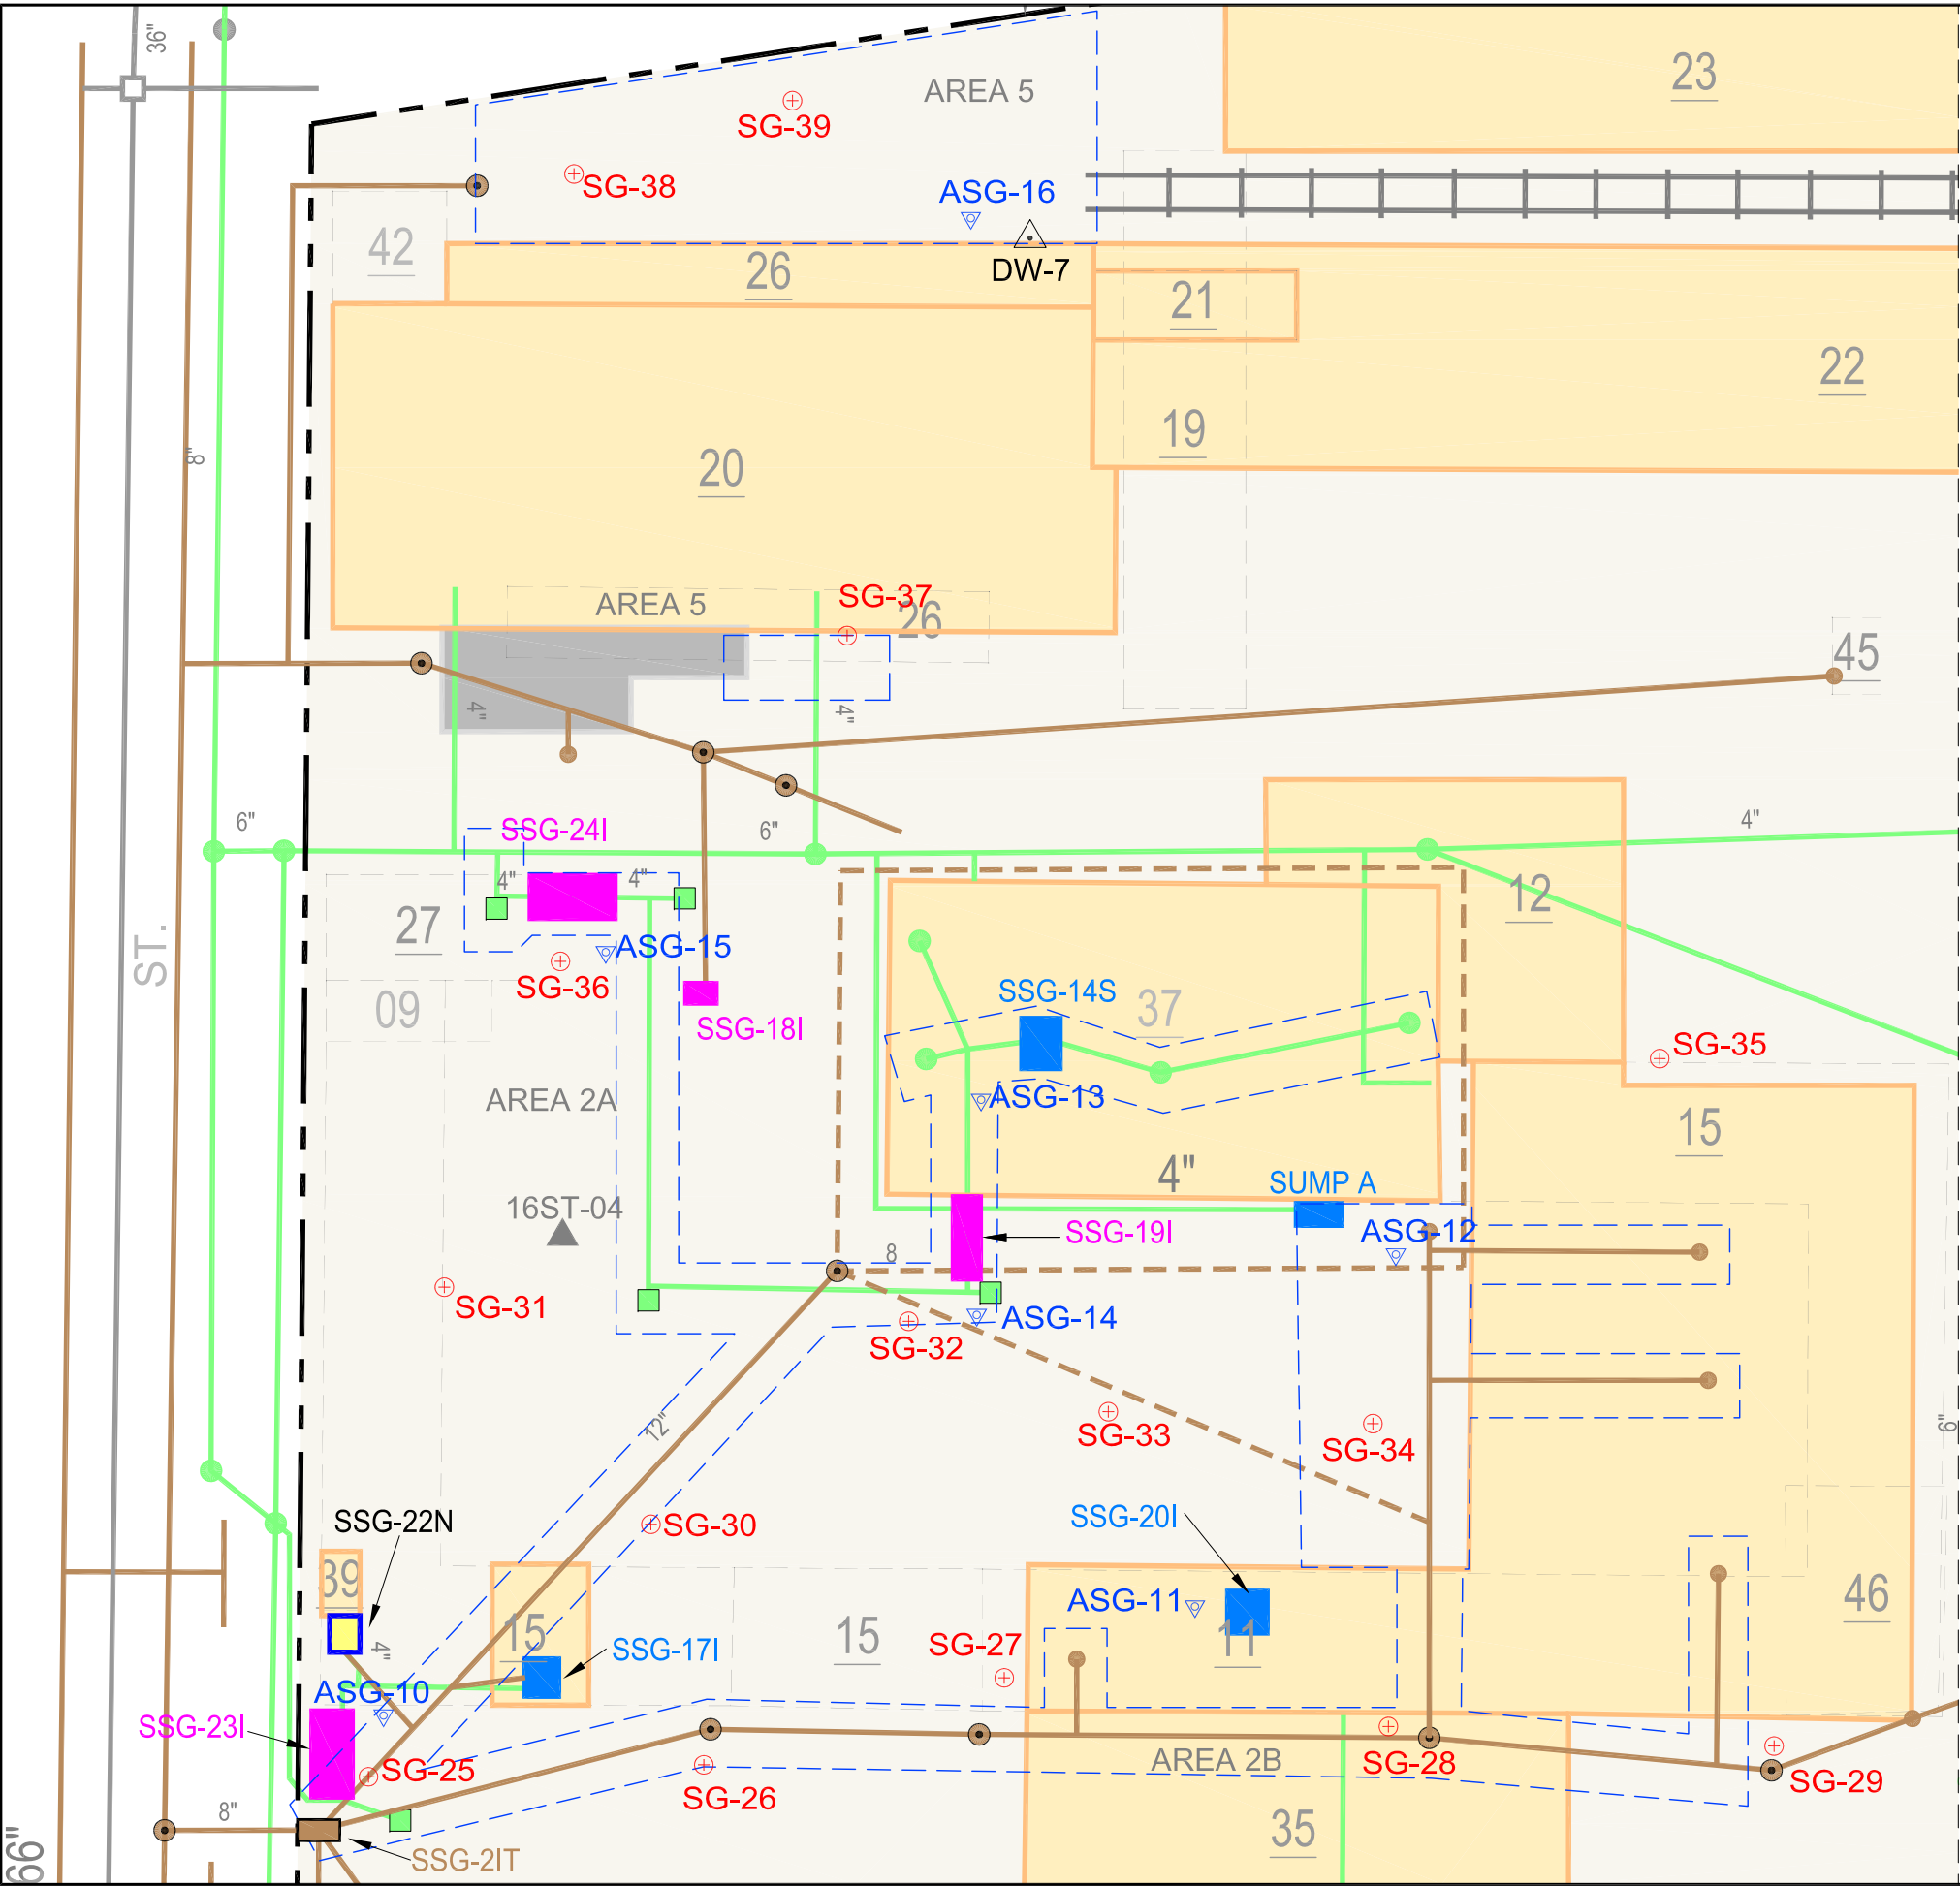 36"
AREA 5
23
SG-39
SG-38
ASG-16
42
26
DW-7
21
22
19
8"
20
SG-37
AREA 5
26
45
4"
4"
6"
SSG-24I
6"
4"
4"
4"
12
27
ST.
ASG-15
SG-36
SSG-14S
37
09
SSG-18I
SG-35
AREA 2A
ASG-13
15
4"
SUMP A
16ST-04
SSG-19I
ASG-12
8
SG-31
ASG-14
SG-32
12"
SG-33
SG-34
6"
SSG-22N
SG-30
SSG-20I
39
ASG-11
46
15
15
11
SG-27
4"
SSG-17I
ASG-10
SSG-23I
SG-25
SG-26
AREA 2B
SG-28
SG-29
8"
66"
SSG-2IT
35